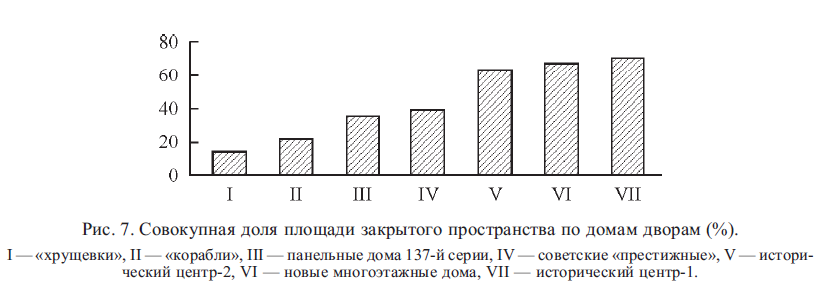 80
60
40
20
0
I II III IV V VI VII
Рис. 7. Совокупная доля площади закрытого пространства по домам дворам (%).
I — «хрущевки», II — «корабли», III — панельные дома 137-й серии, IV — советские «престижные», V — истори-
ческий центр-2, VI — новые многоэтажные дома, VII — исторический центр-1.